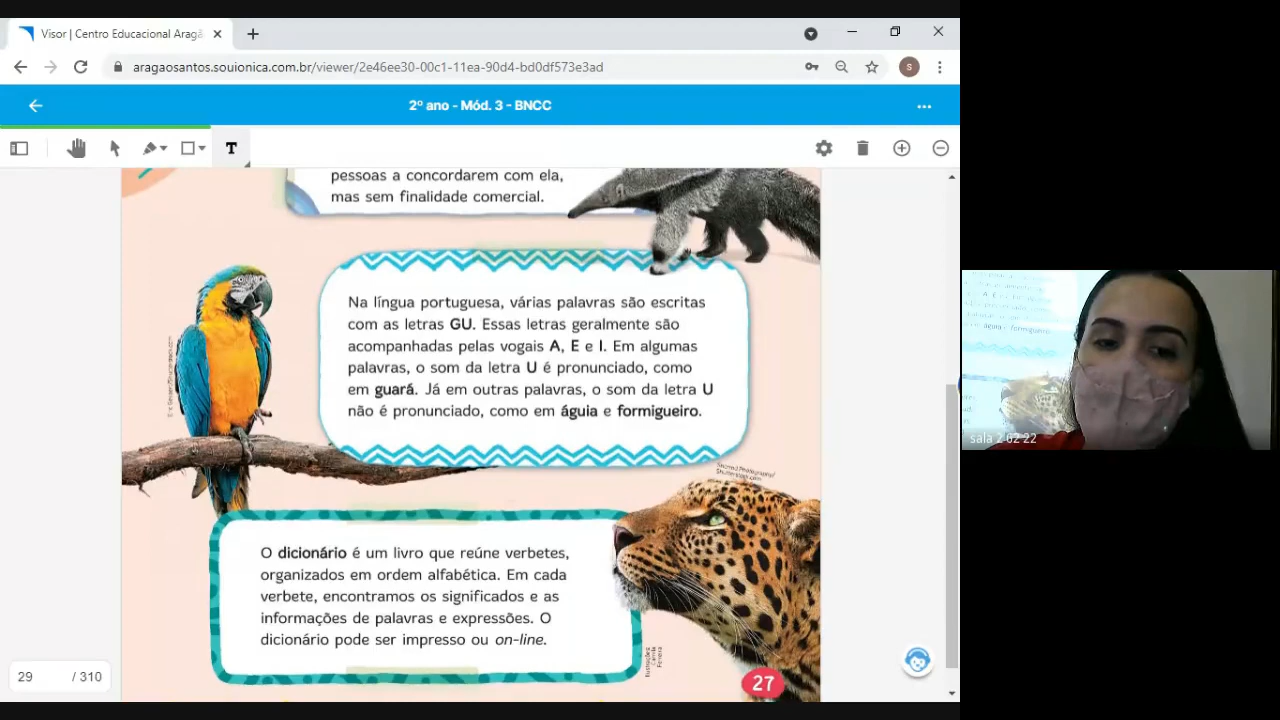 Visor | Centro Educacional Aragã
aragaosantos.souionica.com.br/viewer/2e46ee30-00c1-11ea-90d4-bd0df573e3ad
S
2º ano - Mód. 3 - BNCC
T
pessoas a concordarem com ela,
mas sem finalidade comercial.
Na língua portuguesa, várias palavras são escritas
com as letras GU. Essas letras geralmente são
acompanhadas pelas vogais A, E e I. Em algumas
palavras, o som da letra U é pronunciado, como
em guará. Já em outras palavras, o som da letra U
não é pronunciado, como em águia e formigueiro.
O dicionário é um livro que reúne verbetes,
organizados em ordem alfabética. Em cada
verbete, encontramos os significados e as
informações de palavras e expressões. O
dicionário pode ser impresso ou on-line.
29 / 310
27
sala 2 02 22